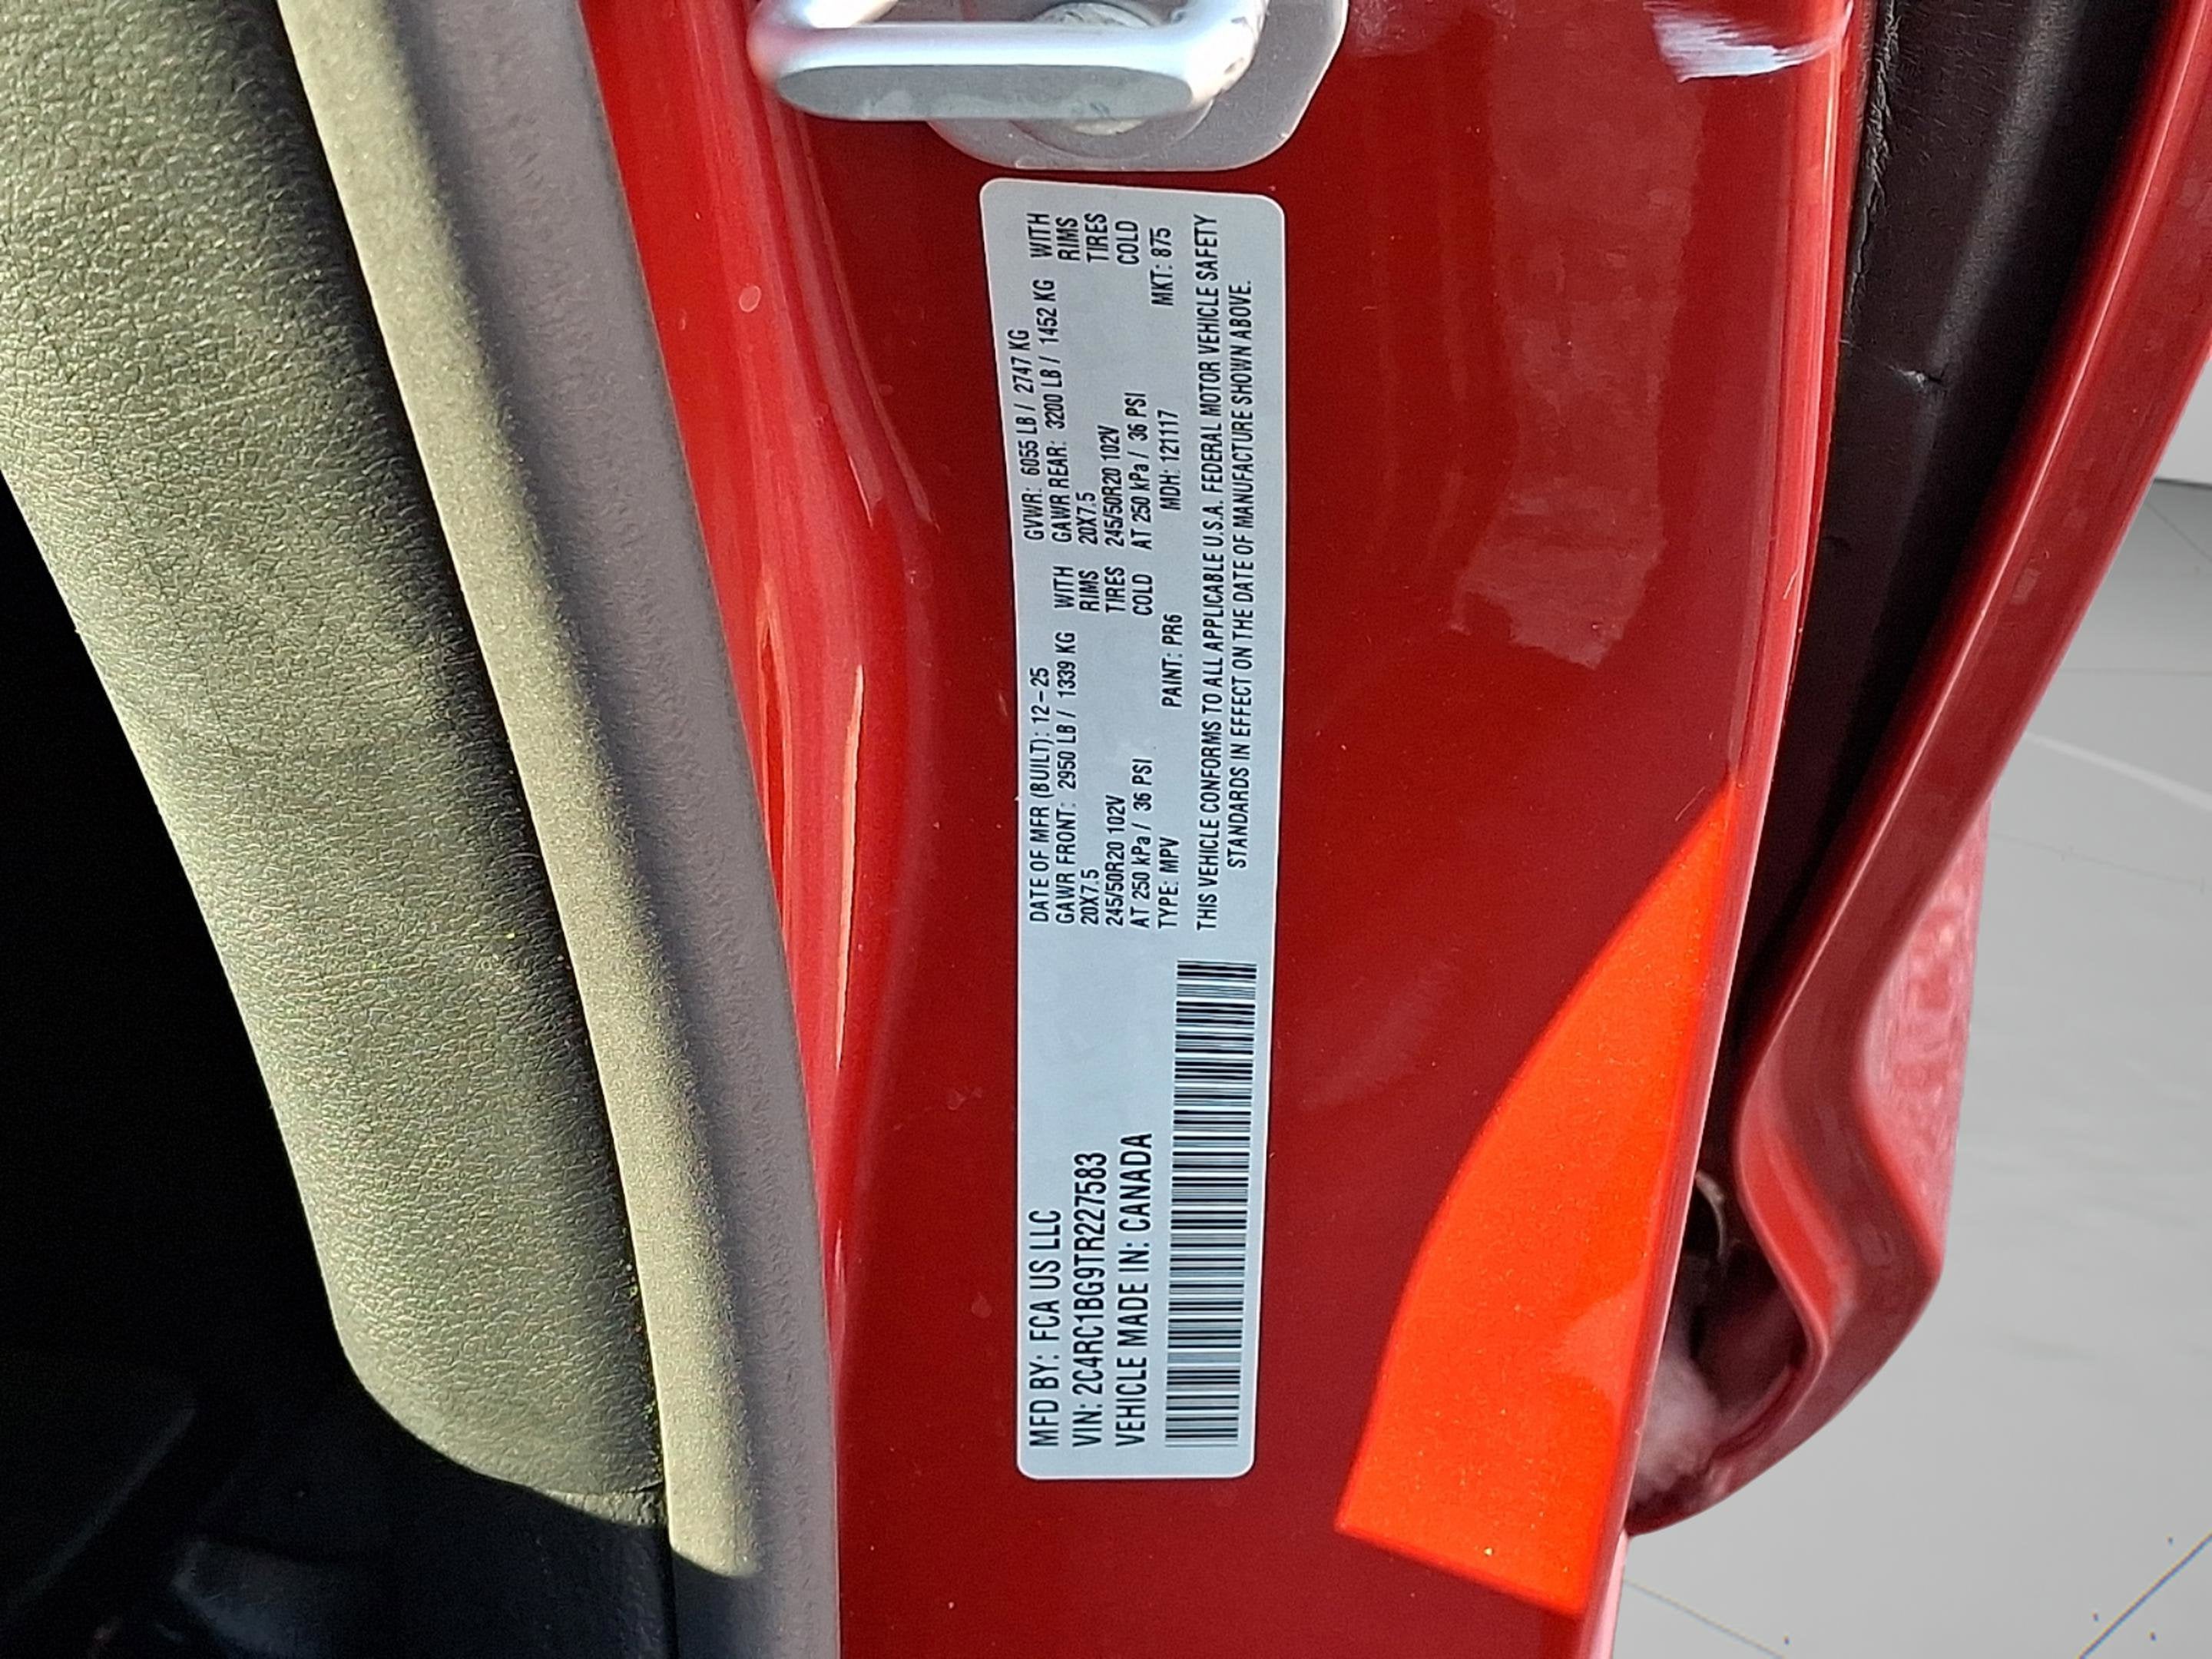 MFD BY: FCA US LLC
VIN: 2C4RC1BG9TR227583
VEHICLE MADE IN: CANADA
DATE OF MFR (BUILT): 12-25 GVWR: 6055 LB / 2747 KG
GAWR FRONT: 2950 LB / 1339 KG WITH GAWR REAR: 3200 LB / 1452 KG WITH
20X7.5 RIMS 20X7.5 RIMS
245/50R20 102V TIRES 245/50R20 102V TIRES
AT 250 kPa / 36 PSI COLD AT 250 kPa / 36 PSI COLD
TYPE: MPV PAINT: PR6 MDH: 121117 MKT: 875
THIS VEHICLE CONFORMS TO ALL APPLICABLE U.S.A. FEDERAL MOTOR VEHICLE SAFETY
STANDARDS IN EFFECT ON THE DATE OF MANUFACTURE SHOWN ABOVE.